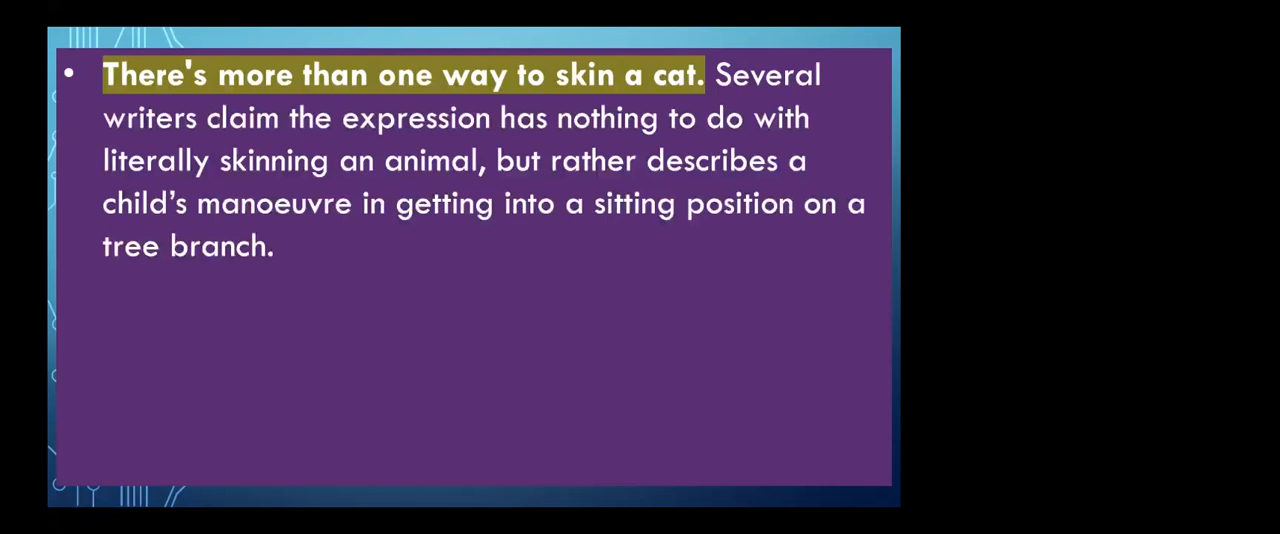 • There's more than one way to skin a cat. Several
writers claim the expression has nothing to do with
literally skinning an animal, but rather describes a
child’s manoeuvre in getting into a sitting position on a
tree branch.